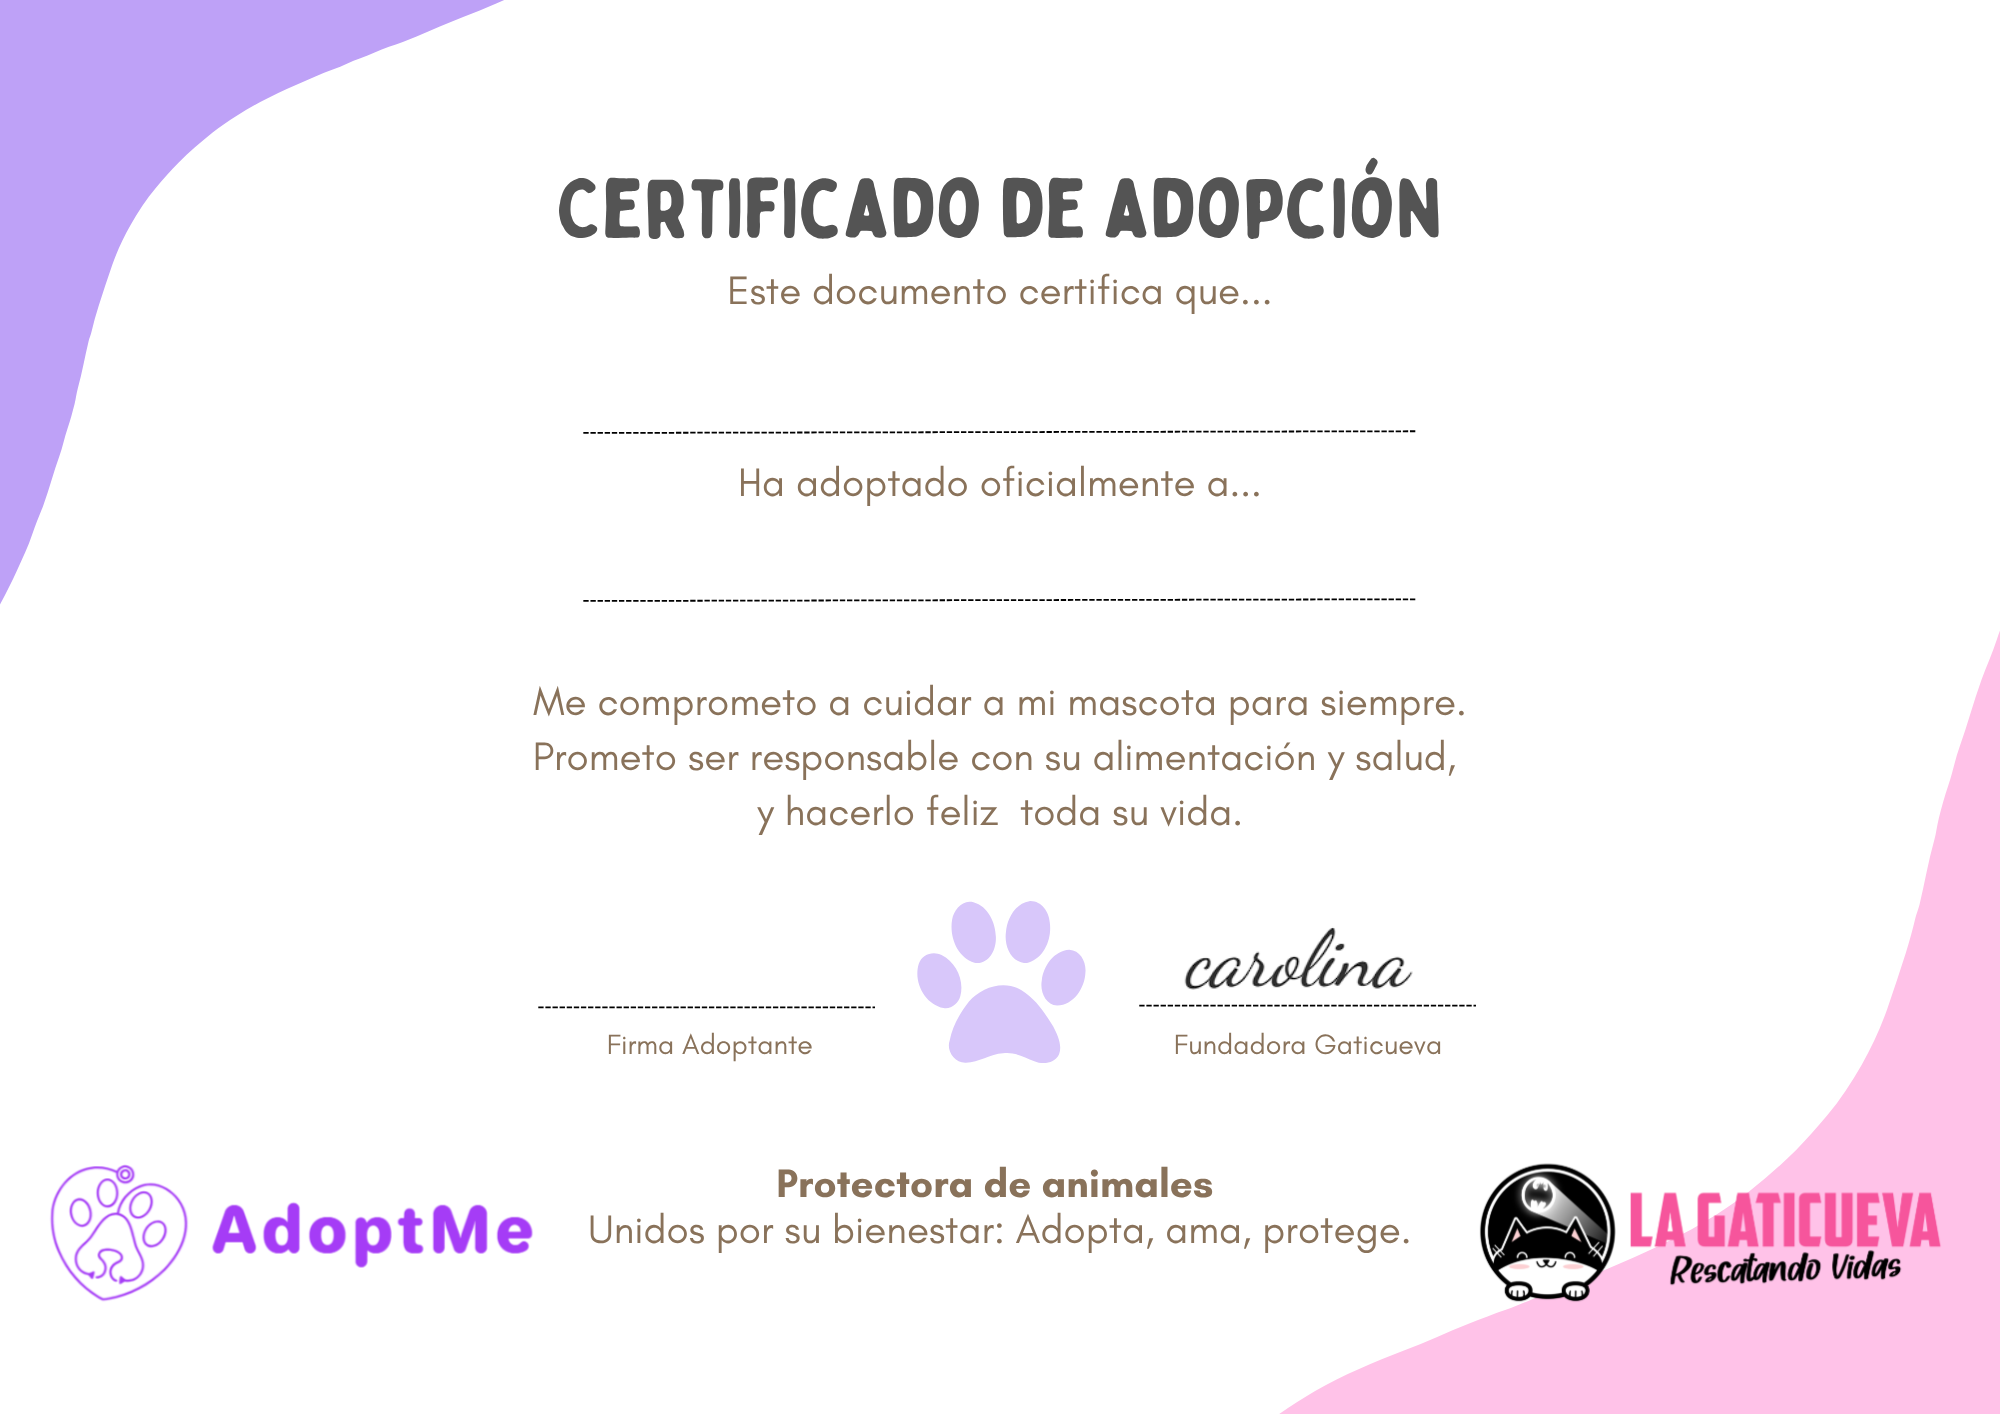 CERTIFICADO DE ADOPCIÓN
Este documento certifica que...
Ha adoptado oficialmente a...
Me comprometo a cuidar a mi mascota para siempre.
Prometo ser responsable con su alimentación y salud,
y hacerlo feliz  toda su vida.
carolina
Firma Adoptante
Fundadora Gaticueva
AdoptMe
Protectora de animales
Unidos por su bienestar: Adopta, ama, protege.
LA GATICUEVA
Rescatando Vidas